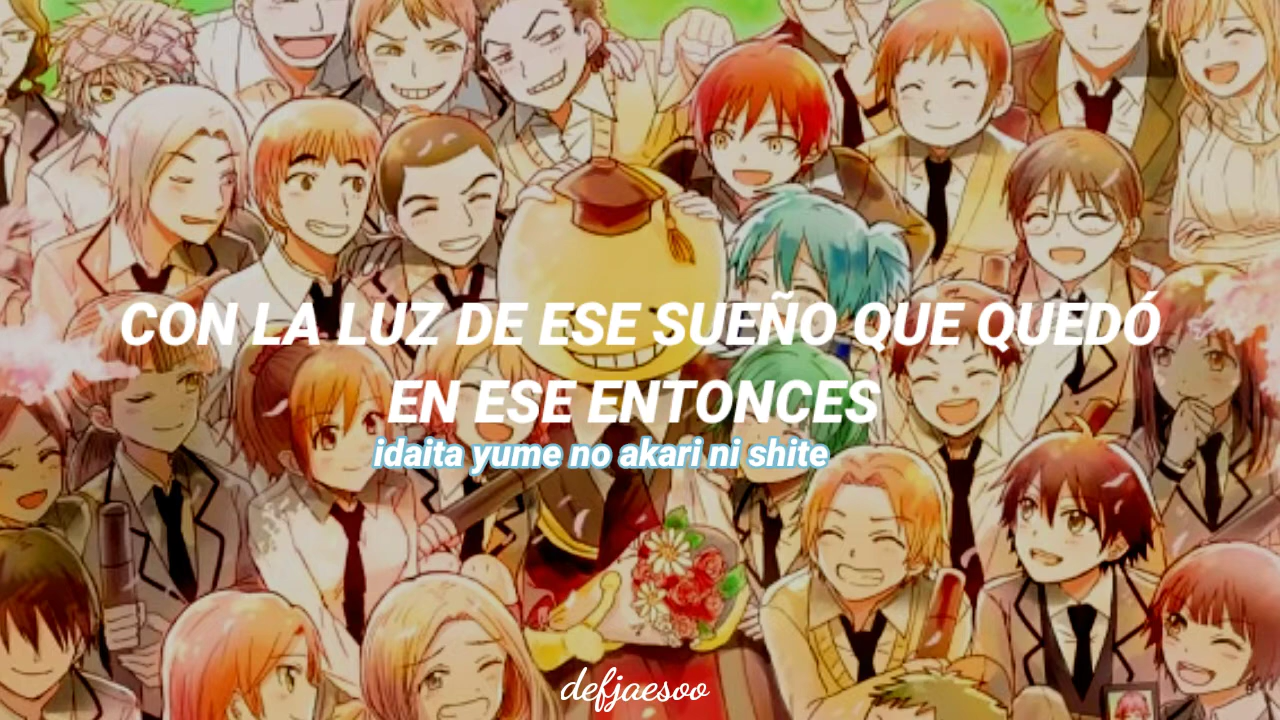 CON LA LUZ DE ESE SUEÑO QUE QUEDÓ
EN ESE ENTONCES
idaita yume no akari ni shite
defjaesoo